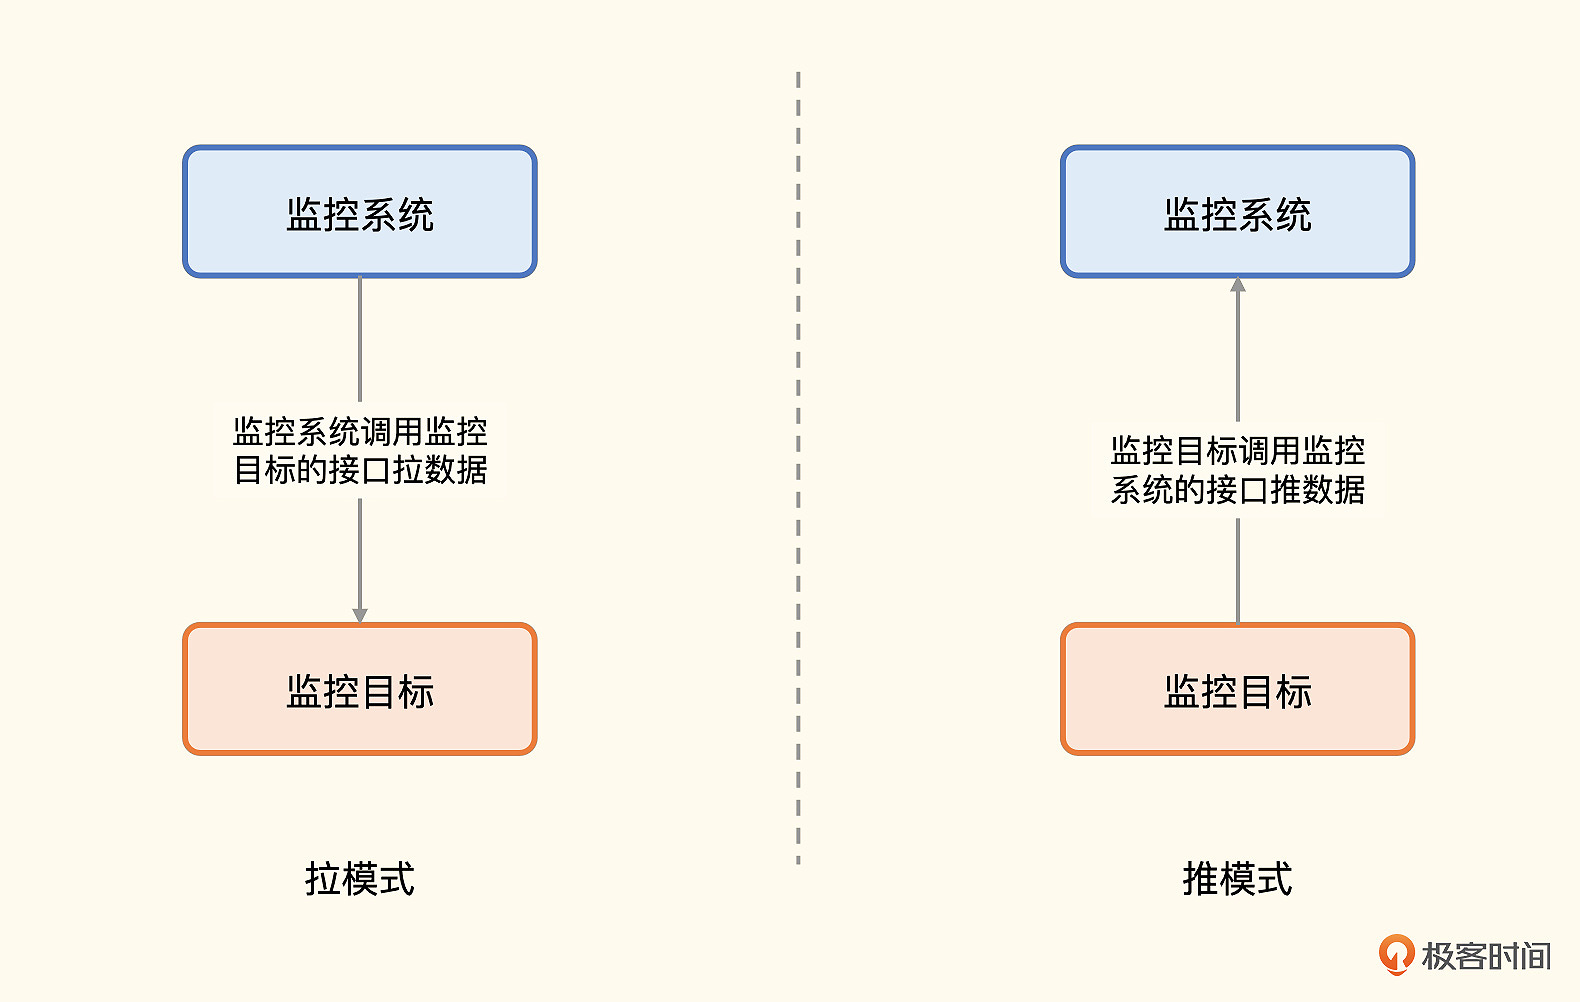 监控系统
监控系统调用监控
目标的接口拉数据
监控目标
拉模式
监控系统
监控目标调用监控
系统的接口推数据
监控目标
推模式
极客时间